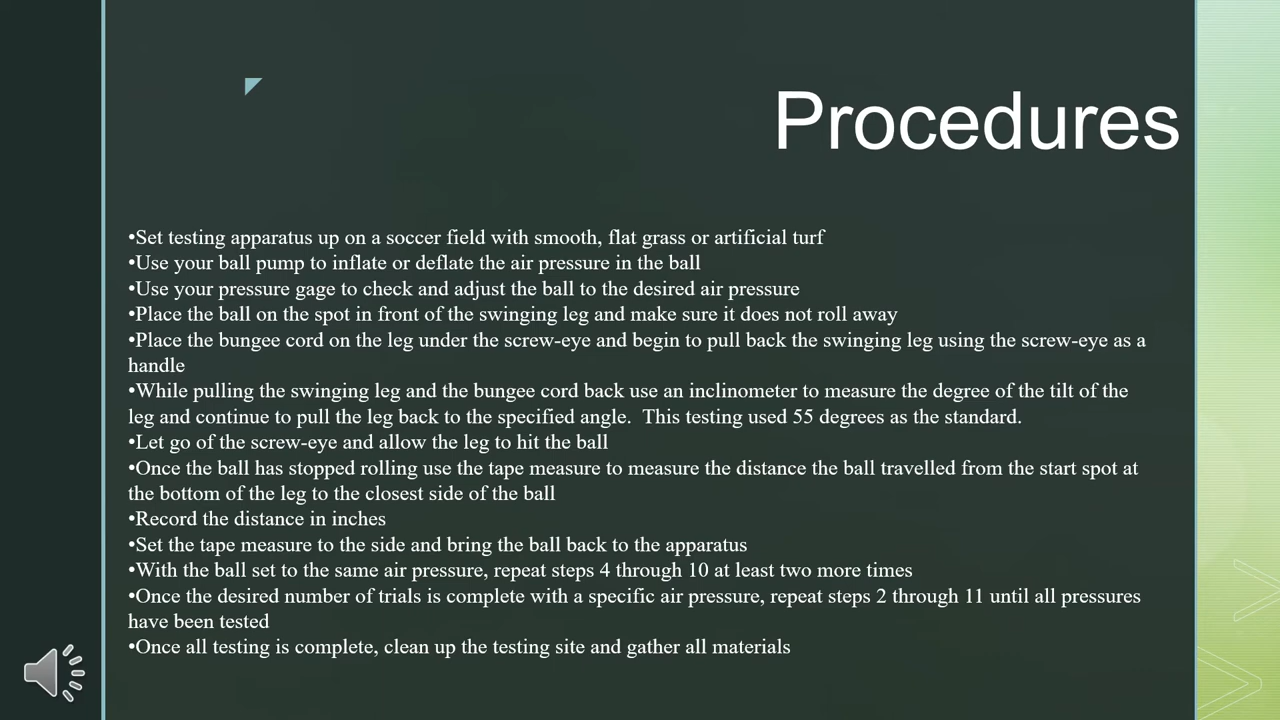 Procedures
•Set testing apparatus up on a soccer field with smooth, flat grass or artificial turf
•Use your ball pump to inflate or deflate the air pressure in the ball
•Use your pressure gage to check and adjust the ball to the desired air pressure
•Place the ball on the spot in front of the swinging leg and make sure it does not roll away
•Place the bungee cord on the leg under the screw-eye and begin to pull back the swinging leg using the screw-eye as a
handle
•While pulling the swinging leg and the bungee cord back use an inclinometer to measure the degree of the tilt of the
leg and continue to pull the leg back to the specified angle.  This testing used 55 degrees as the standard.
•Let go of the screw-eye and allow the leg to hit the ball
•Once the ball has stopped rolling use the tape measure to measure the distance the ball travelled from the start spot at
the bottom of the leg to the closest side of the ball
•Record the distance in inches
•Set the tape measure to the side and bring the ball back to the apparatus
•With the ball set to the same air pressure, repeat steps 4 through 10 at least two more times
•Once the desired number of trials is complete with a specific air pressure, repeat steps 2 through 11 until all pressures
have been tested
•Once all testing is complete, clean up the testing site and gather all materials